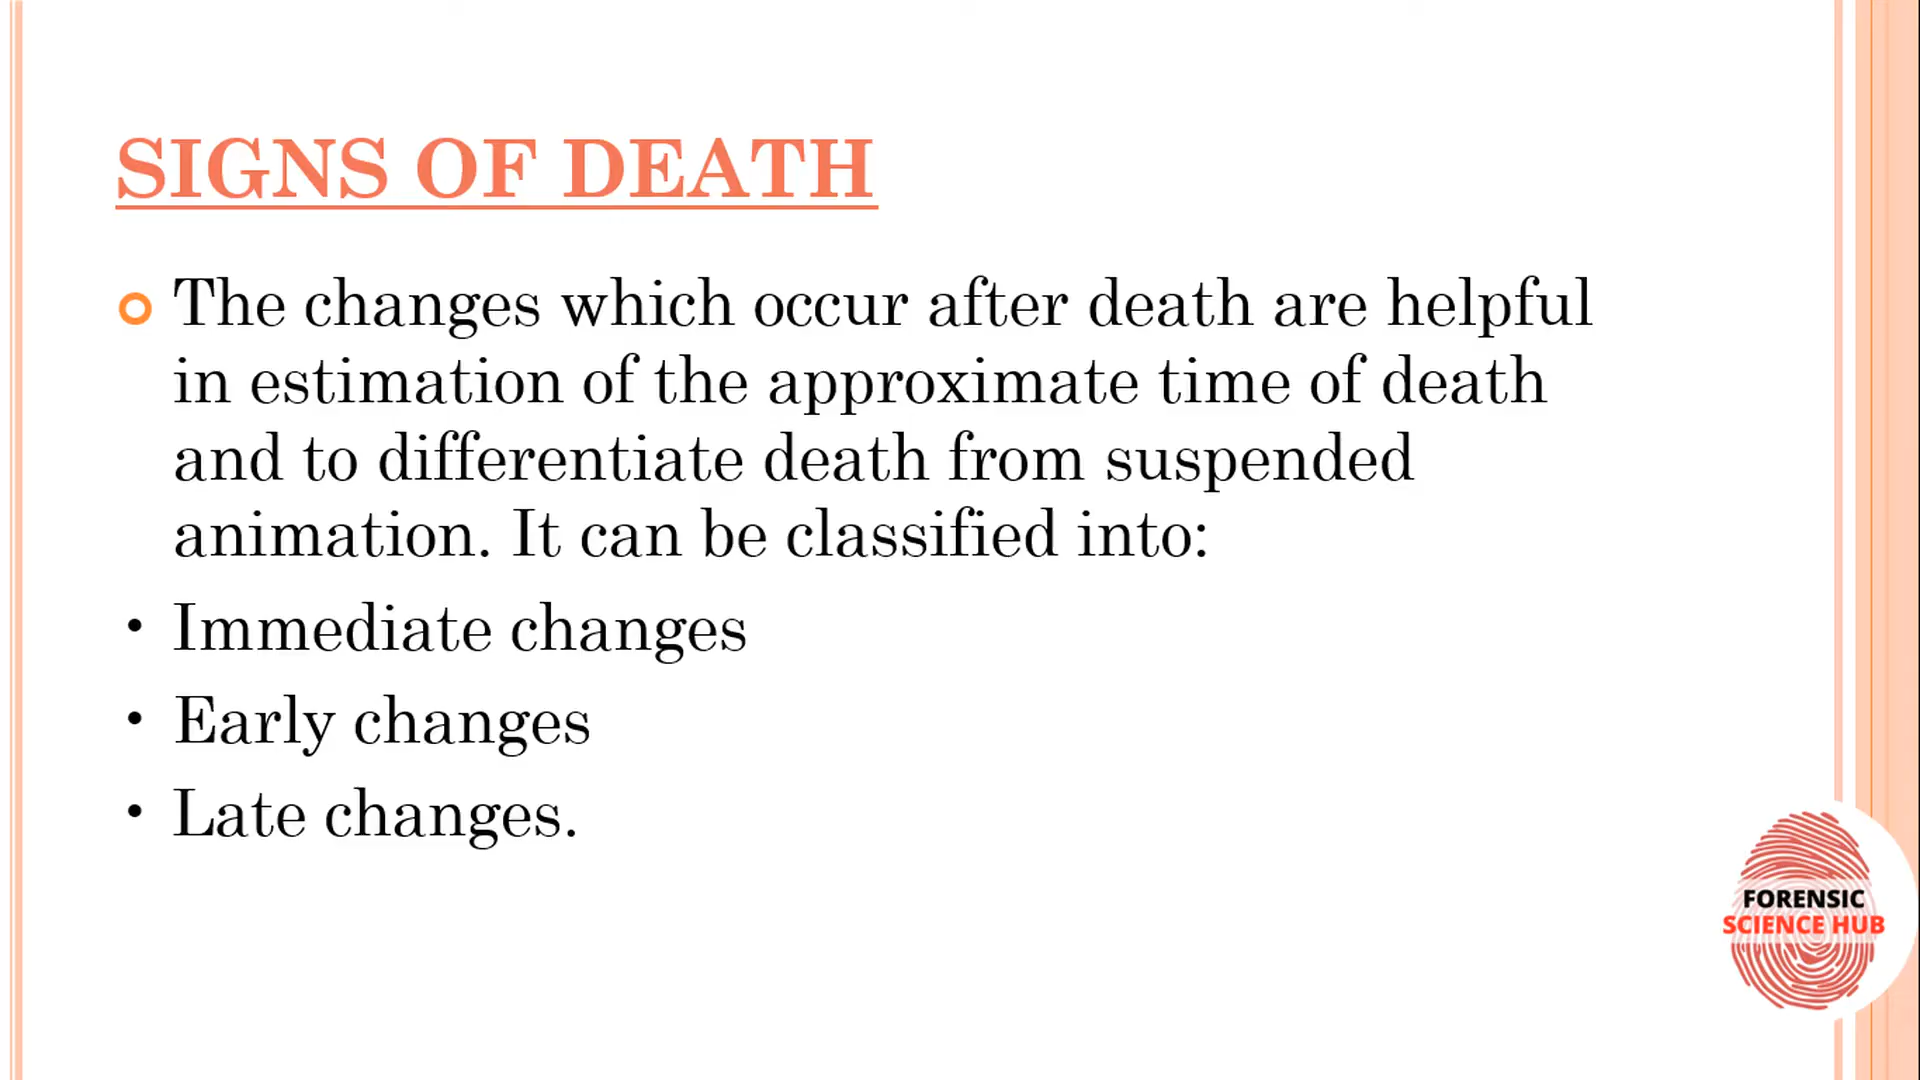 SIGNS OF DEATH
The changes which occur after death are helpful
in estimation of the approximate time of death
and to differentiate death from suspended
animation. It can be classified into:
• Immediate changes
• Early changes
• Late changes.
FORENSIC
SCIENCE HUB